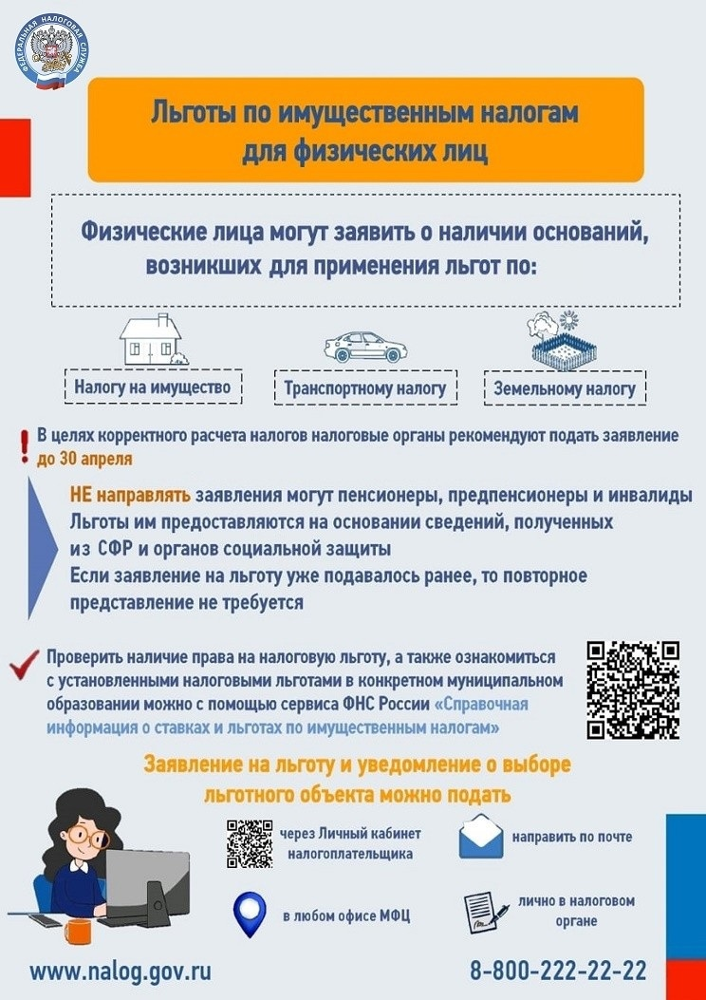 ФЕДЕРАЛЬНАЯ НАЛОГОВАЯ СЛУЖБА
Льготы по имущественным налогам
для физических лиц
Физические лица могут заявить о наличии оснований,
возникших для применения льгот по:
Налогу на имущество
Транспортному налогу
Земельному налогу
! В целях корректного расчета налогов налоговые органы рекомендуют подать заявление
до 30 апреля
НЕ направлять заявления могут пенсионеры, предпенсионеры и инвалиды
Льготы им предоставляются на основании сведений, полученных
из СФР и органов социальной защиты
Если заявление на льготу уже подавалось ранее, то повторное
представление не требуется
Проверить наличие права на налоговую льготу, а также ознакомиться
с установленными налоговыми льготами в конкретном муниципальном
образовании можно с помощью сервиса ФНС России «Справочная
информация о ставках и льготах по имущественным налогам»
Заявление на льготу и уведомление о выборе
льготного объекта можно подать
через Личный кабинет
налогоплательщика
направить по почте
в любом офисе МФЦ
лично в налоговом
органе
www.nalog.gov.ru
8-800-222-22-22